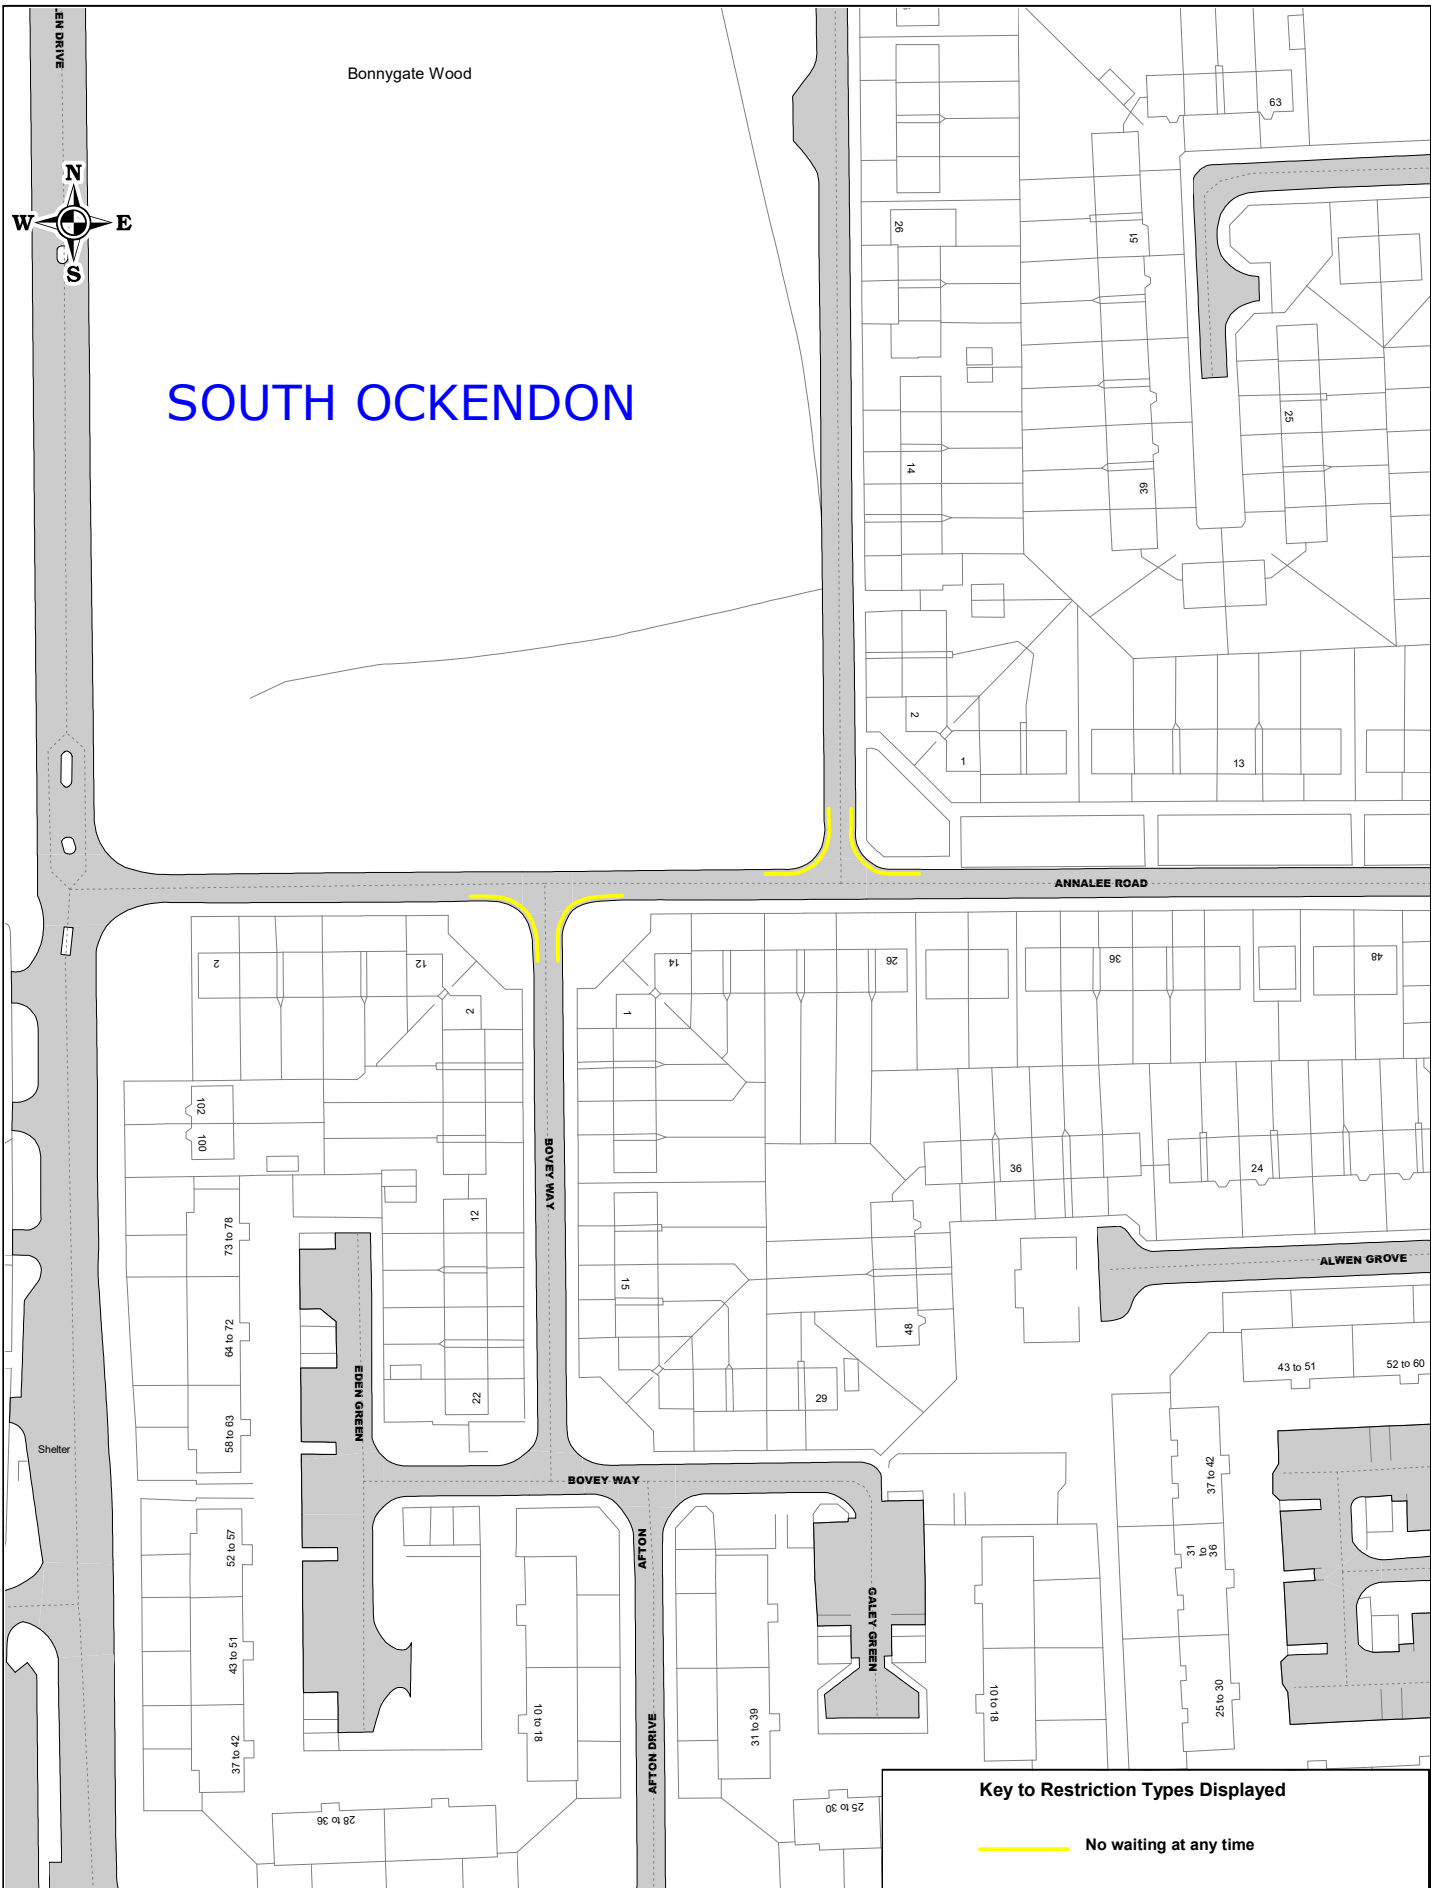 LEN DRIVE
Bonnygate Wood
63
N
W E
S
26
51
SOUTH OCKENDON
25
14
39
2
1
13
ANNALEE ROAD
2
12
14
26
36
48
2
1
102
100
BOVEY WAY
36
24
12
73 to 78
ALWEN GROVE
15
64 to 72
48
43 to 51
52 to 60
EDEN GREEN
22
29
58 to 63
Shelter
BOVEY WAY
37 to 42
52 to 57
AFTON
31
to
36
GALEY GREEN
43 to 51
10 to 18
31 to 39
10 to 18
25 to 30
37 to 42
AFTON DRIVE
28 to 36
25 to 30
Key to Restriction Types Displayed
No waiting at any time